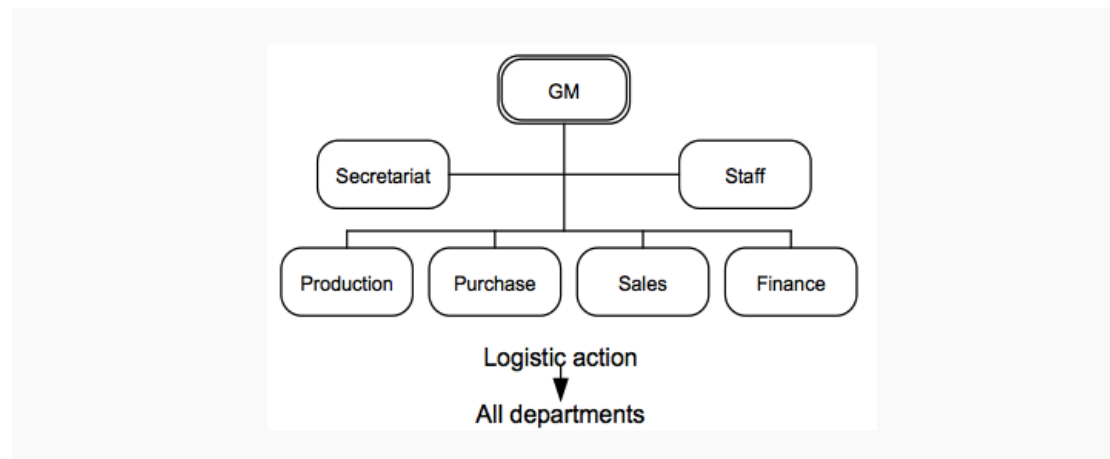 GM
Secretariat
Staff
Production
Purchase
Sales
Finance
Logistic action
All departments